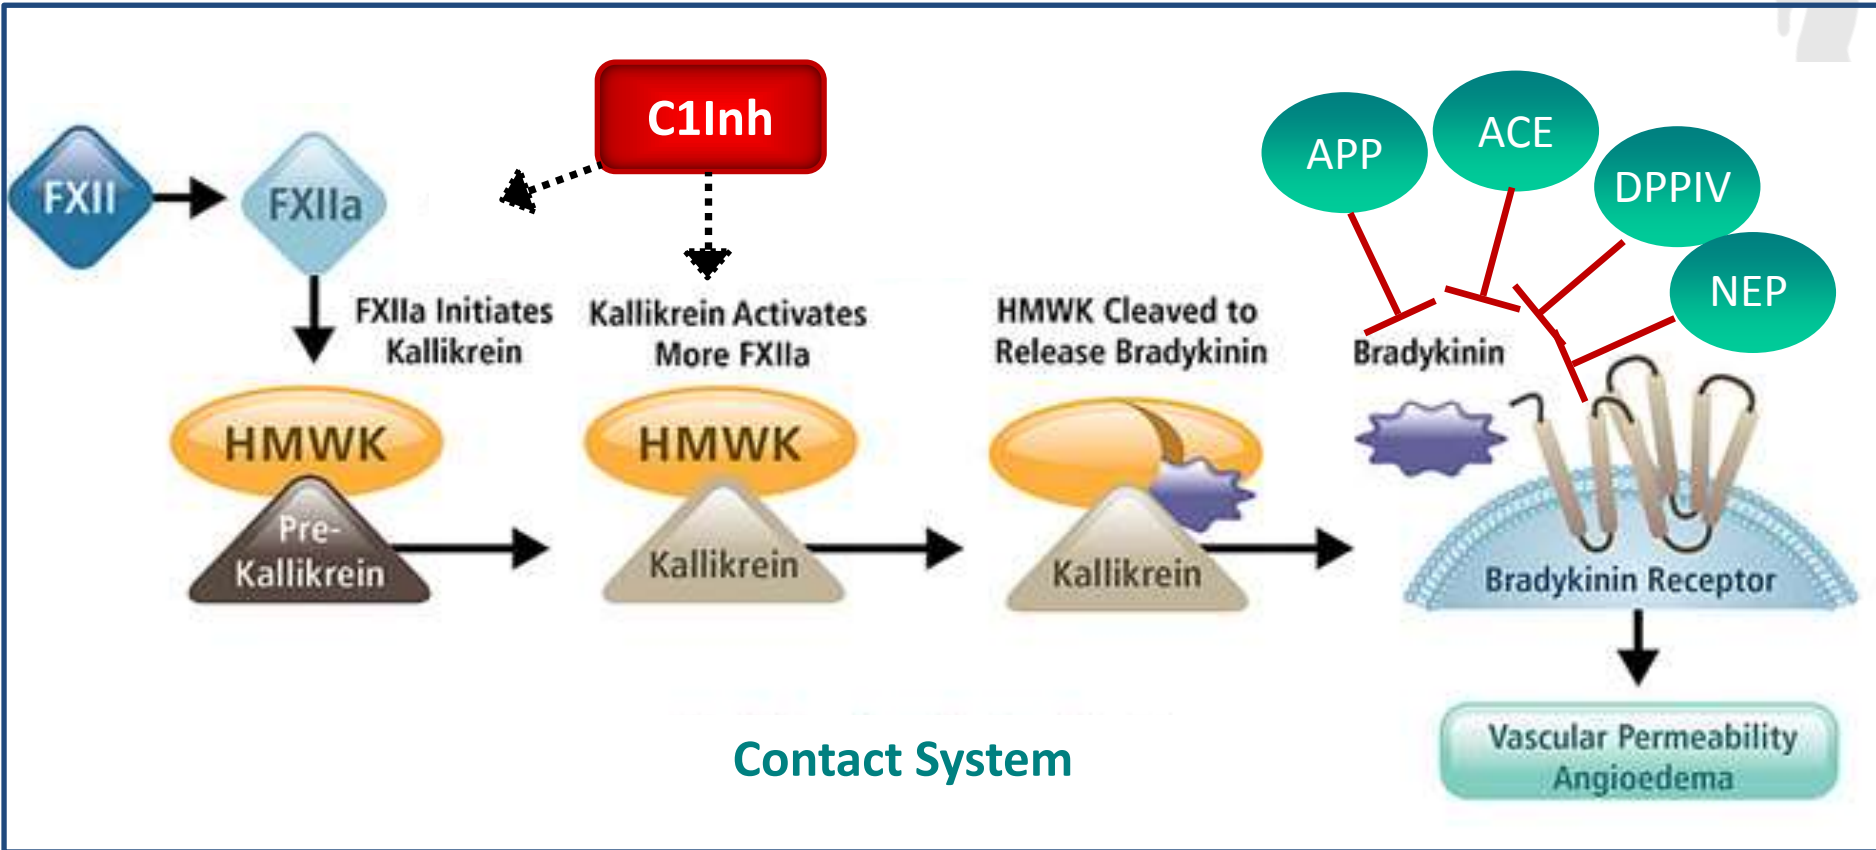 C1Inh
APP
ACE
DPPIV
NEP
FXII
FXIIa
FXIIa Initiates
Kallikrein
Kallikrein Activates
More FXIIa
HMWK Cleaved to
Release Bradykinin
Bradykinin
HMWK
Pre-
Kallikrein
HMWK
Kallikrein
Kallikrein
Bradykinin Receptor
Vascular Permeability
Angioedema
Contact System